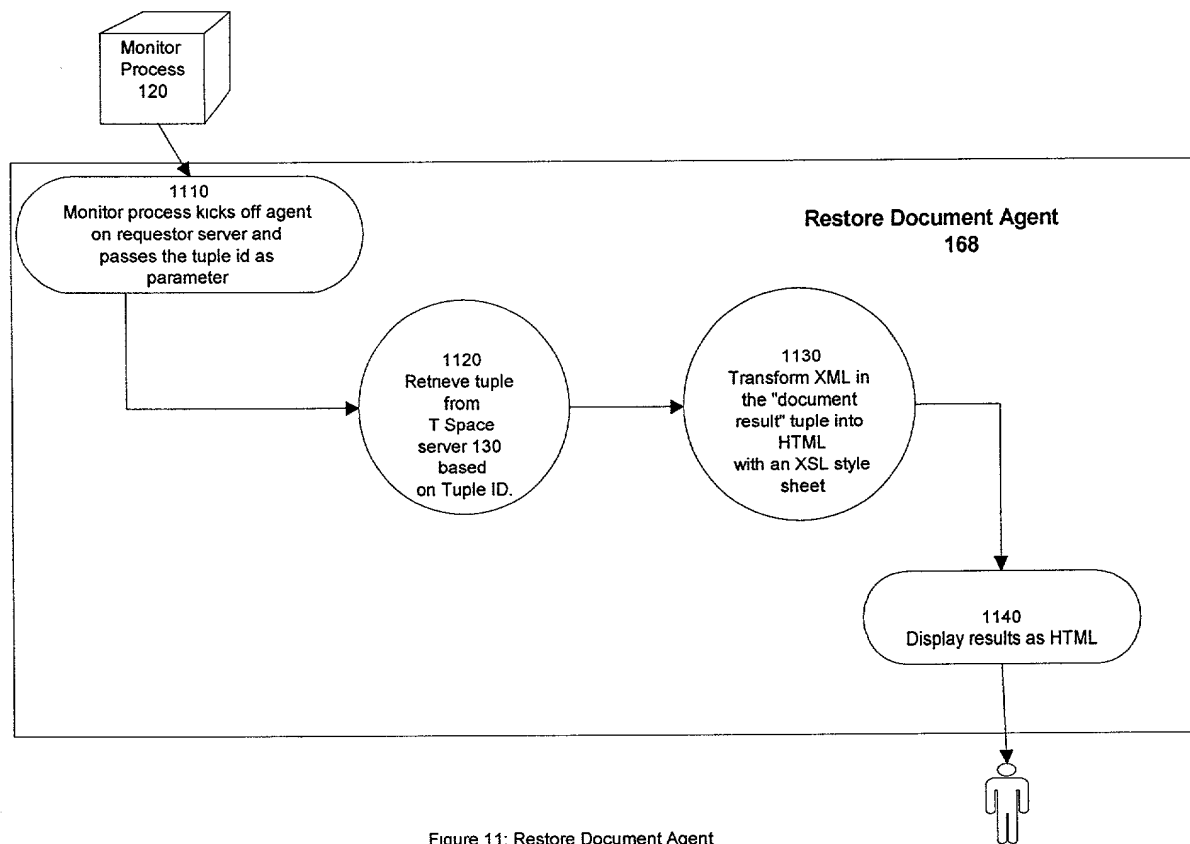 Monitor
Process
120
1110
Monitor process kicks off agent
on requestor server and
passes the tuple id as
parameter
Restore Document Agent
168
1120
Retrieve tuple
from
T Space
server 130
based
on Tuple ID.
1130
Transform XML in
the "document
result" tuple into
HTML
with an XSL style
sheet
1140
Display results as HTML
Figure 11: Restore Document Agent